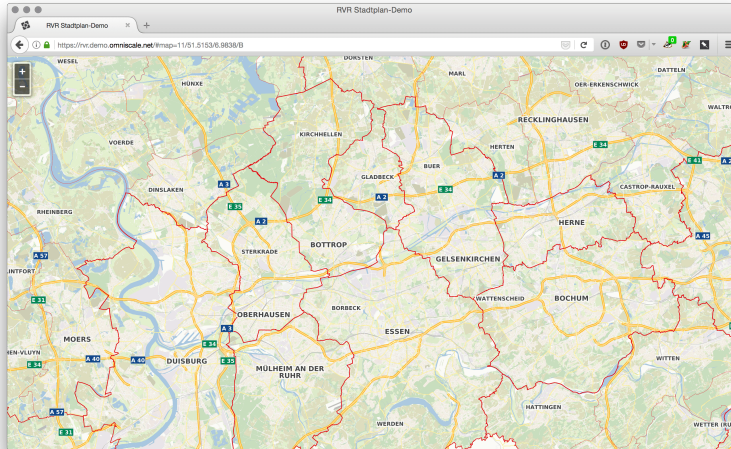 RVR Stadtplan-Demo
RVR Stadtplan-Demo
https://rvr.demo.omniscale.net/#map=11/51.5153/6.9838/B
WESEL
DORSTEN
MARL
DATTELN
HÜNXE
OER-ERKENSCHWICK
RECKLINGHAUSEN
KIRCHHELLEN
VOERDE
HERTEN
E 34
BUER
E 41
A 2
GLADBECK
A 2
DINSLAKEN
A 3
E 34
A 2
E 34
CASTROP-RAUXEL
E 35
RHEINBERG
A 2
HERNE
A 45
BOTTROP
STERKRADE
A 57
GELSENKIRCHEN
E 31
WATTENSCHEID
BOCHUM
BORBECK
OBERHAUSEN
A 3
ESSEN
MOERS
E 34
A 40
A 40
DUISBURG
E 35
WITTEN
E 34
MÜLHEIM AN DER
RUHR
A 57
HATTINGEN
WERDEN
E 31